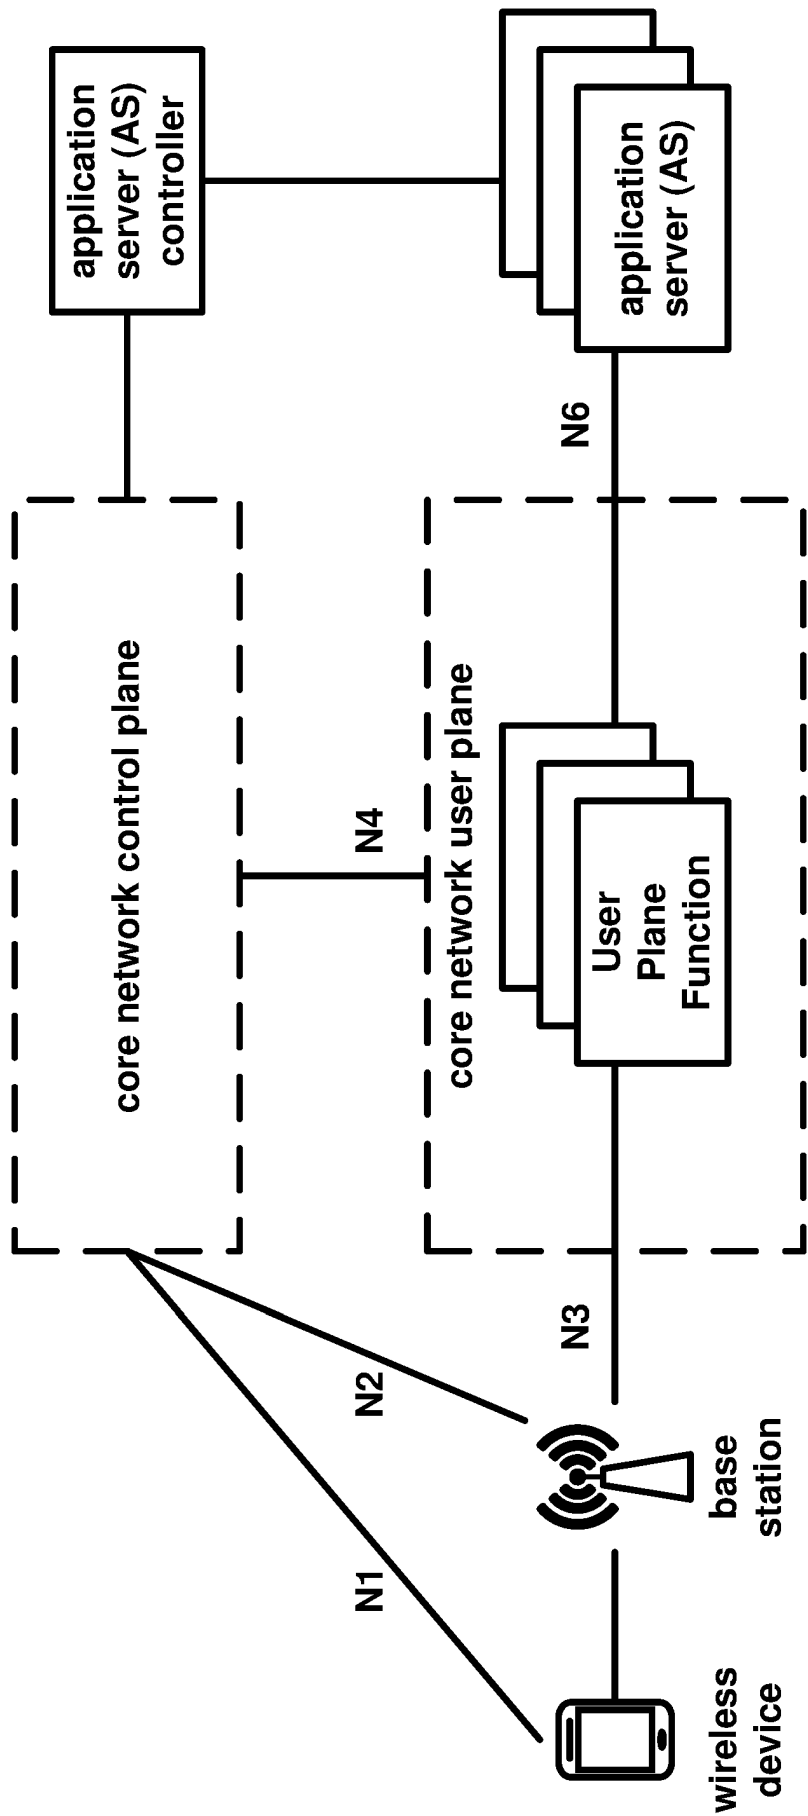 application
server (AS)
controller
core network control plane
N1
N2
N4
core network user plane
N3
User
Plane
Function
N6
application
server (AS)
wireless
device
base
station